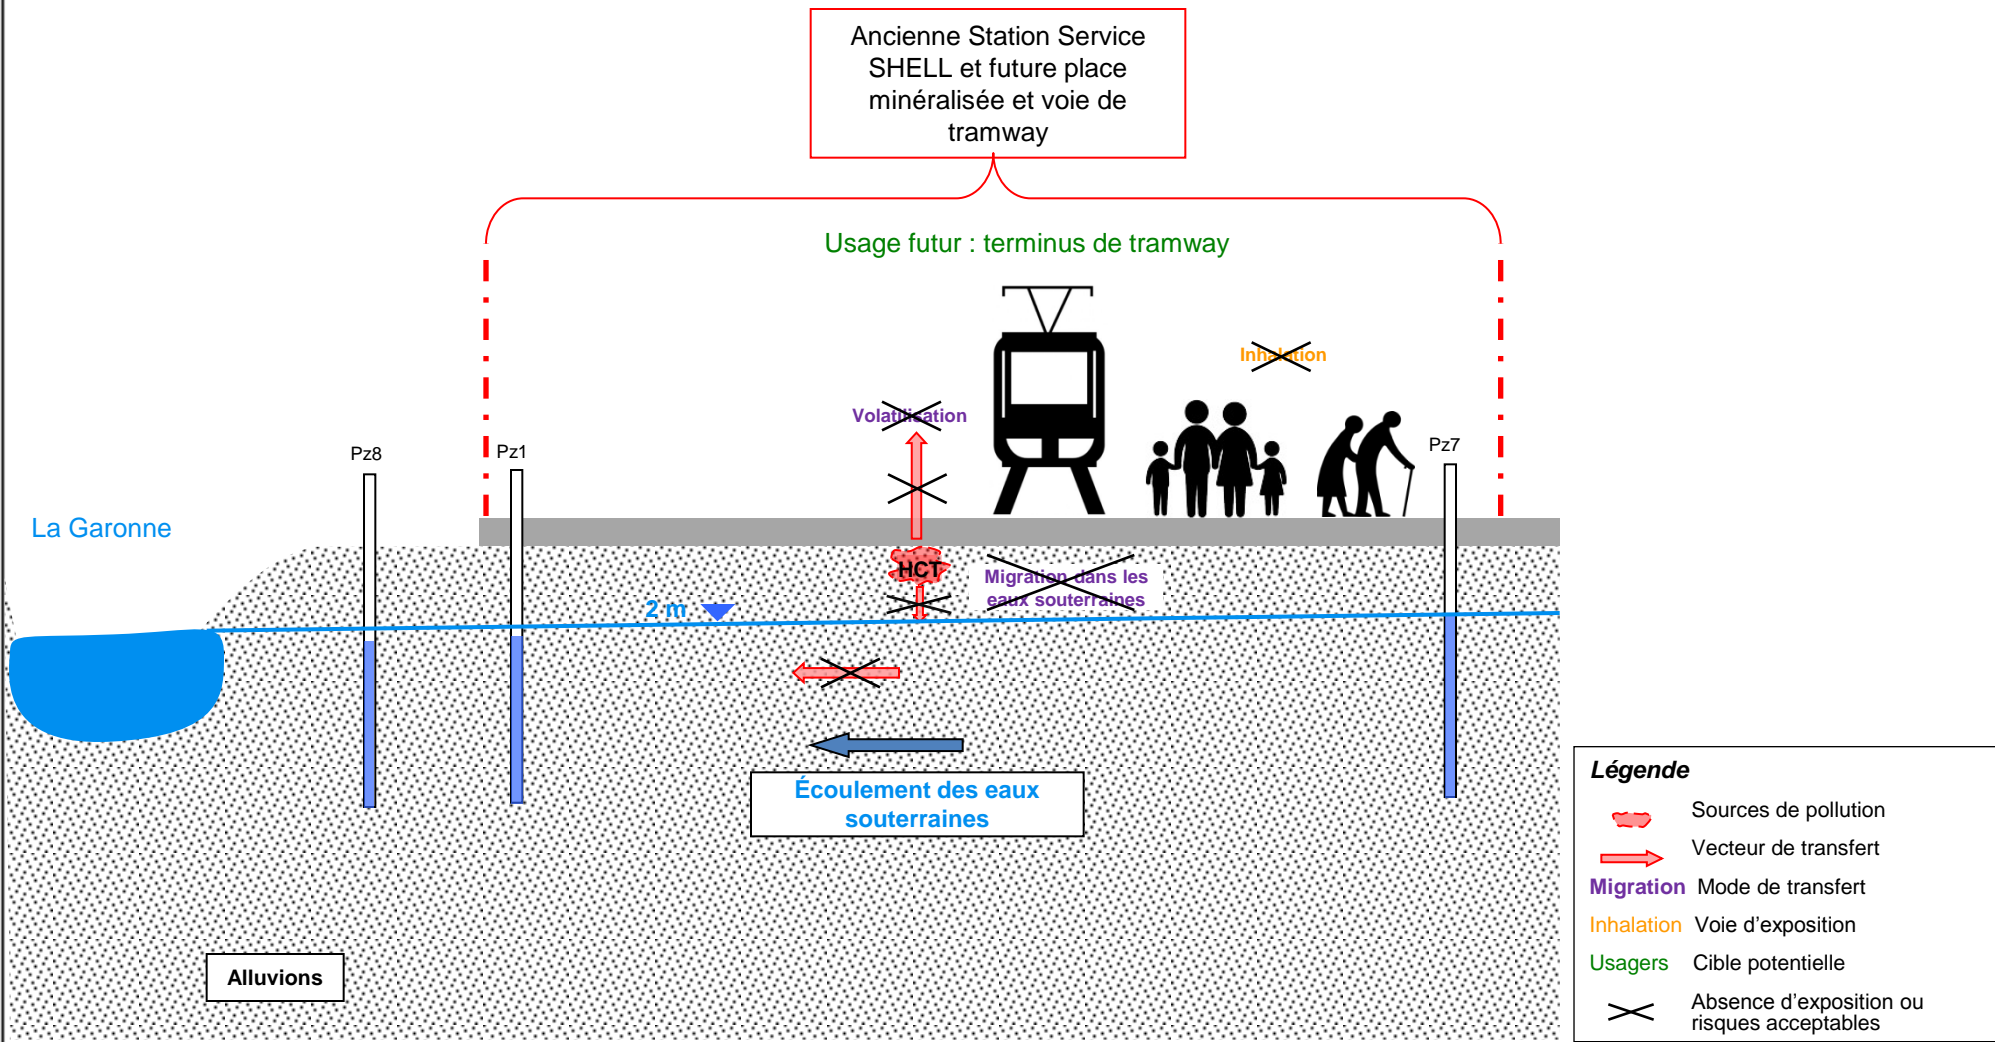 Ancienne Station Service
SHELL et future place
minéralisée et voie de
tramway
Usage futur : terminus de tramway
Inhalation
Volatilisation
Pz8
Pz1
Pz7
La Garonne
HCT
Migration dans les
eaux souterraines
2 m
Écoulement des eaux
souterraines
Alluvions
Légende
Sources de pollution
Vecteur de transfert
Migration Mode de transfert
Inhalation Voie d'exposition
Usagers Cible potentielle
Absence d'exposition ou
risques acceptables